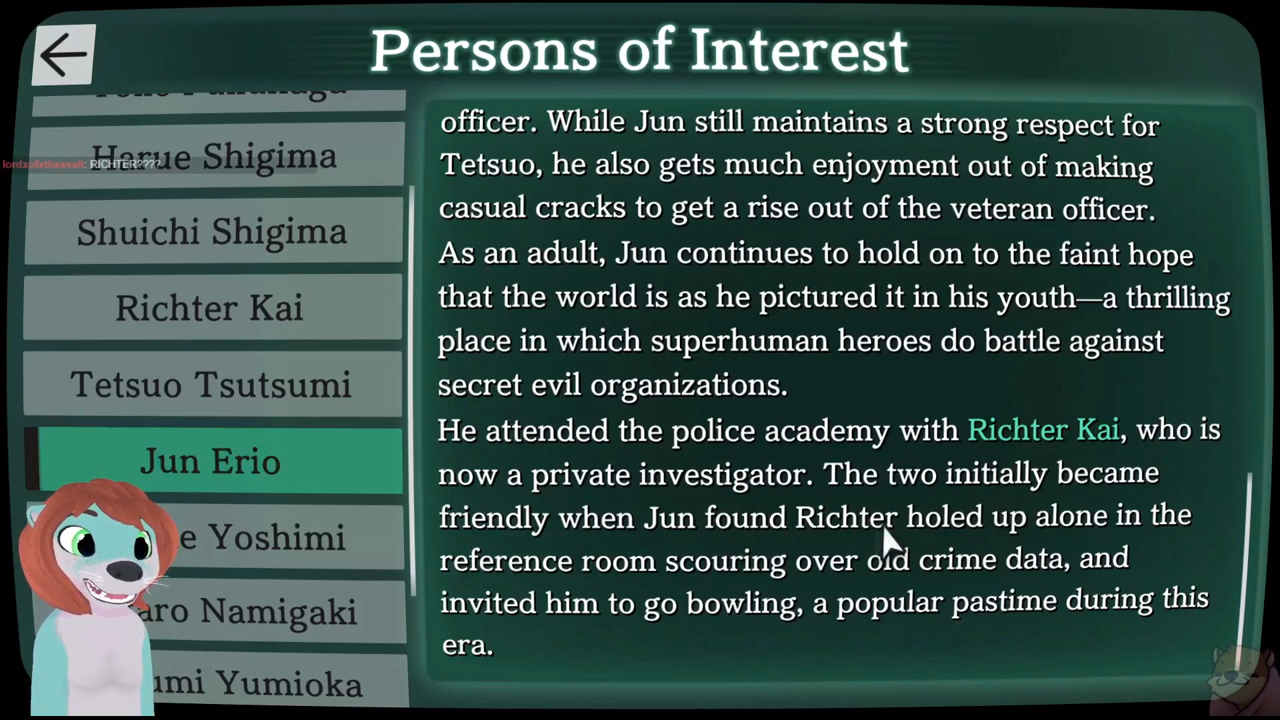 Persons of Interest
Herue Shigima
lordxofxthexxait: RICHTER????
Shuichi Shigima
Richter Kai
Tetsuo Tsutsumi
Jun Erio
e Yoshimi
aro Namigaki
umi Yumioka
officer. While Jun still maintains a strong respect for
Tetsuo, he also gets much enjoyment out of making
casual cracks to get a rise out of the veteran officer.
As an adult, Jun continues to hold on to the faint hope
that the world is as he pictured it in his youth—a thrilling
place in which superhuman heroes do battle against
secret evil organizations.
He attended the police academy with Richter Kai, who is
now a private investigator. The two initially became
friendly when Jun found Richter holed up alone in the
reference room scouring over old crime data, and
invited him to go bowling, a popular pastime during this
era.